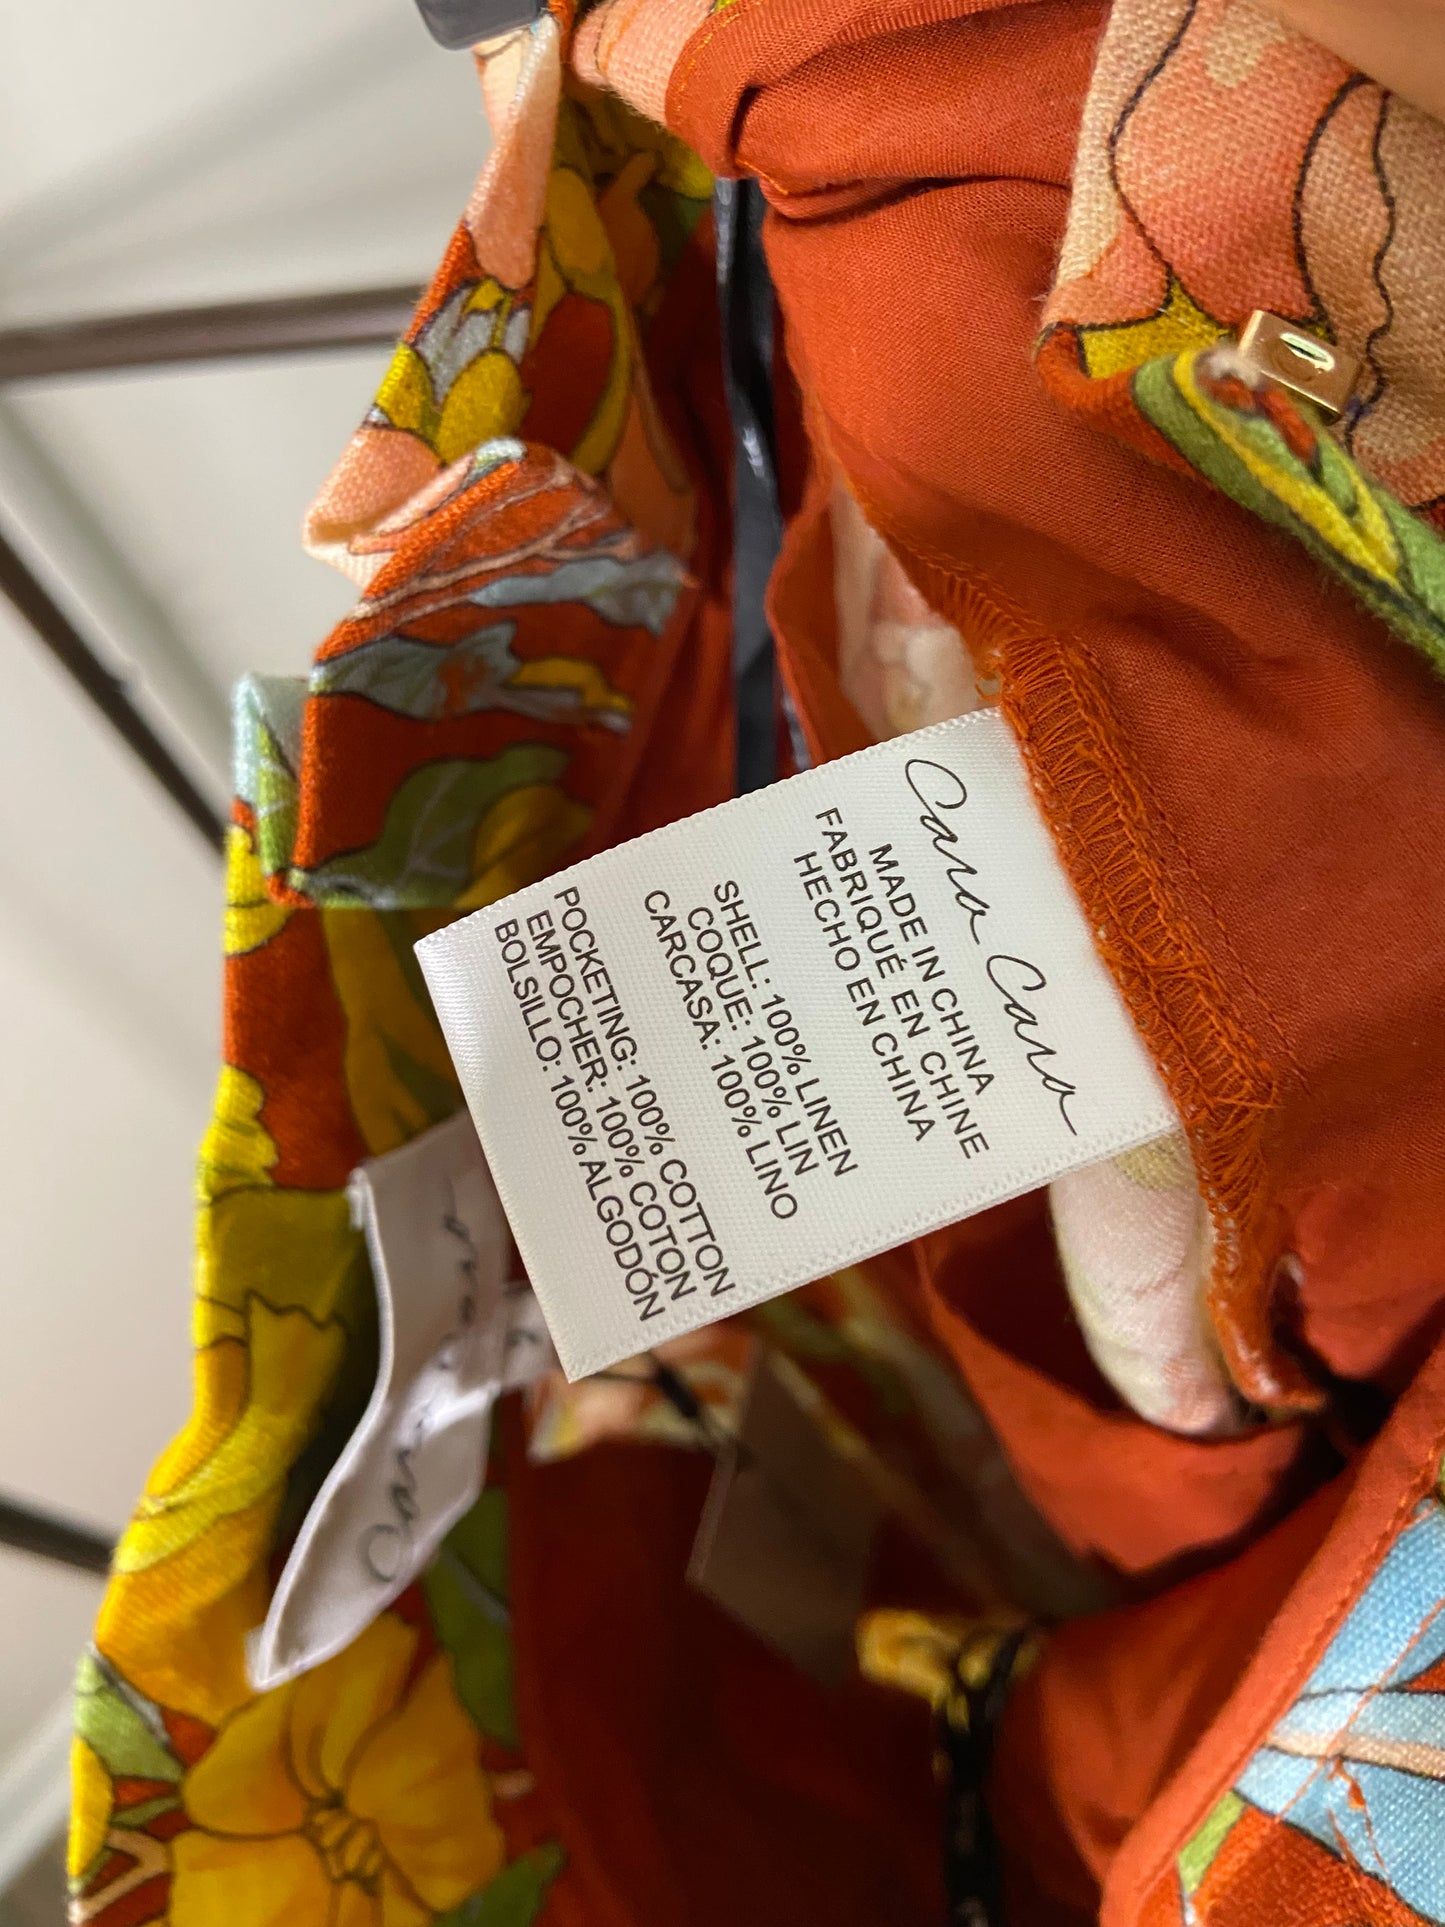 Cara Cara
MADE IN CHINA
FABRIQUÉ EN CHINE
HECHO EN CHINA
SHELL: 100% LINEN
COQUE: 100% LIN
CARCASA: 100% LINO
POCKETING: 100% COTTON
EMPOCHER: 100% COTON
BOLSILLO: 100% ALGODÓN